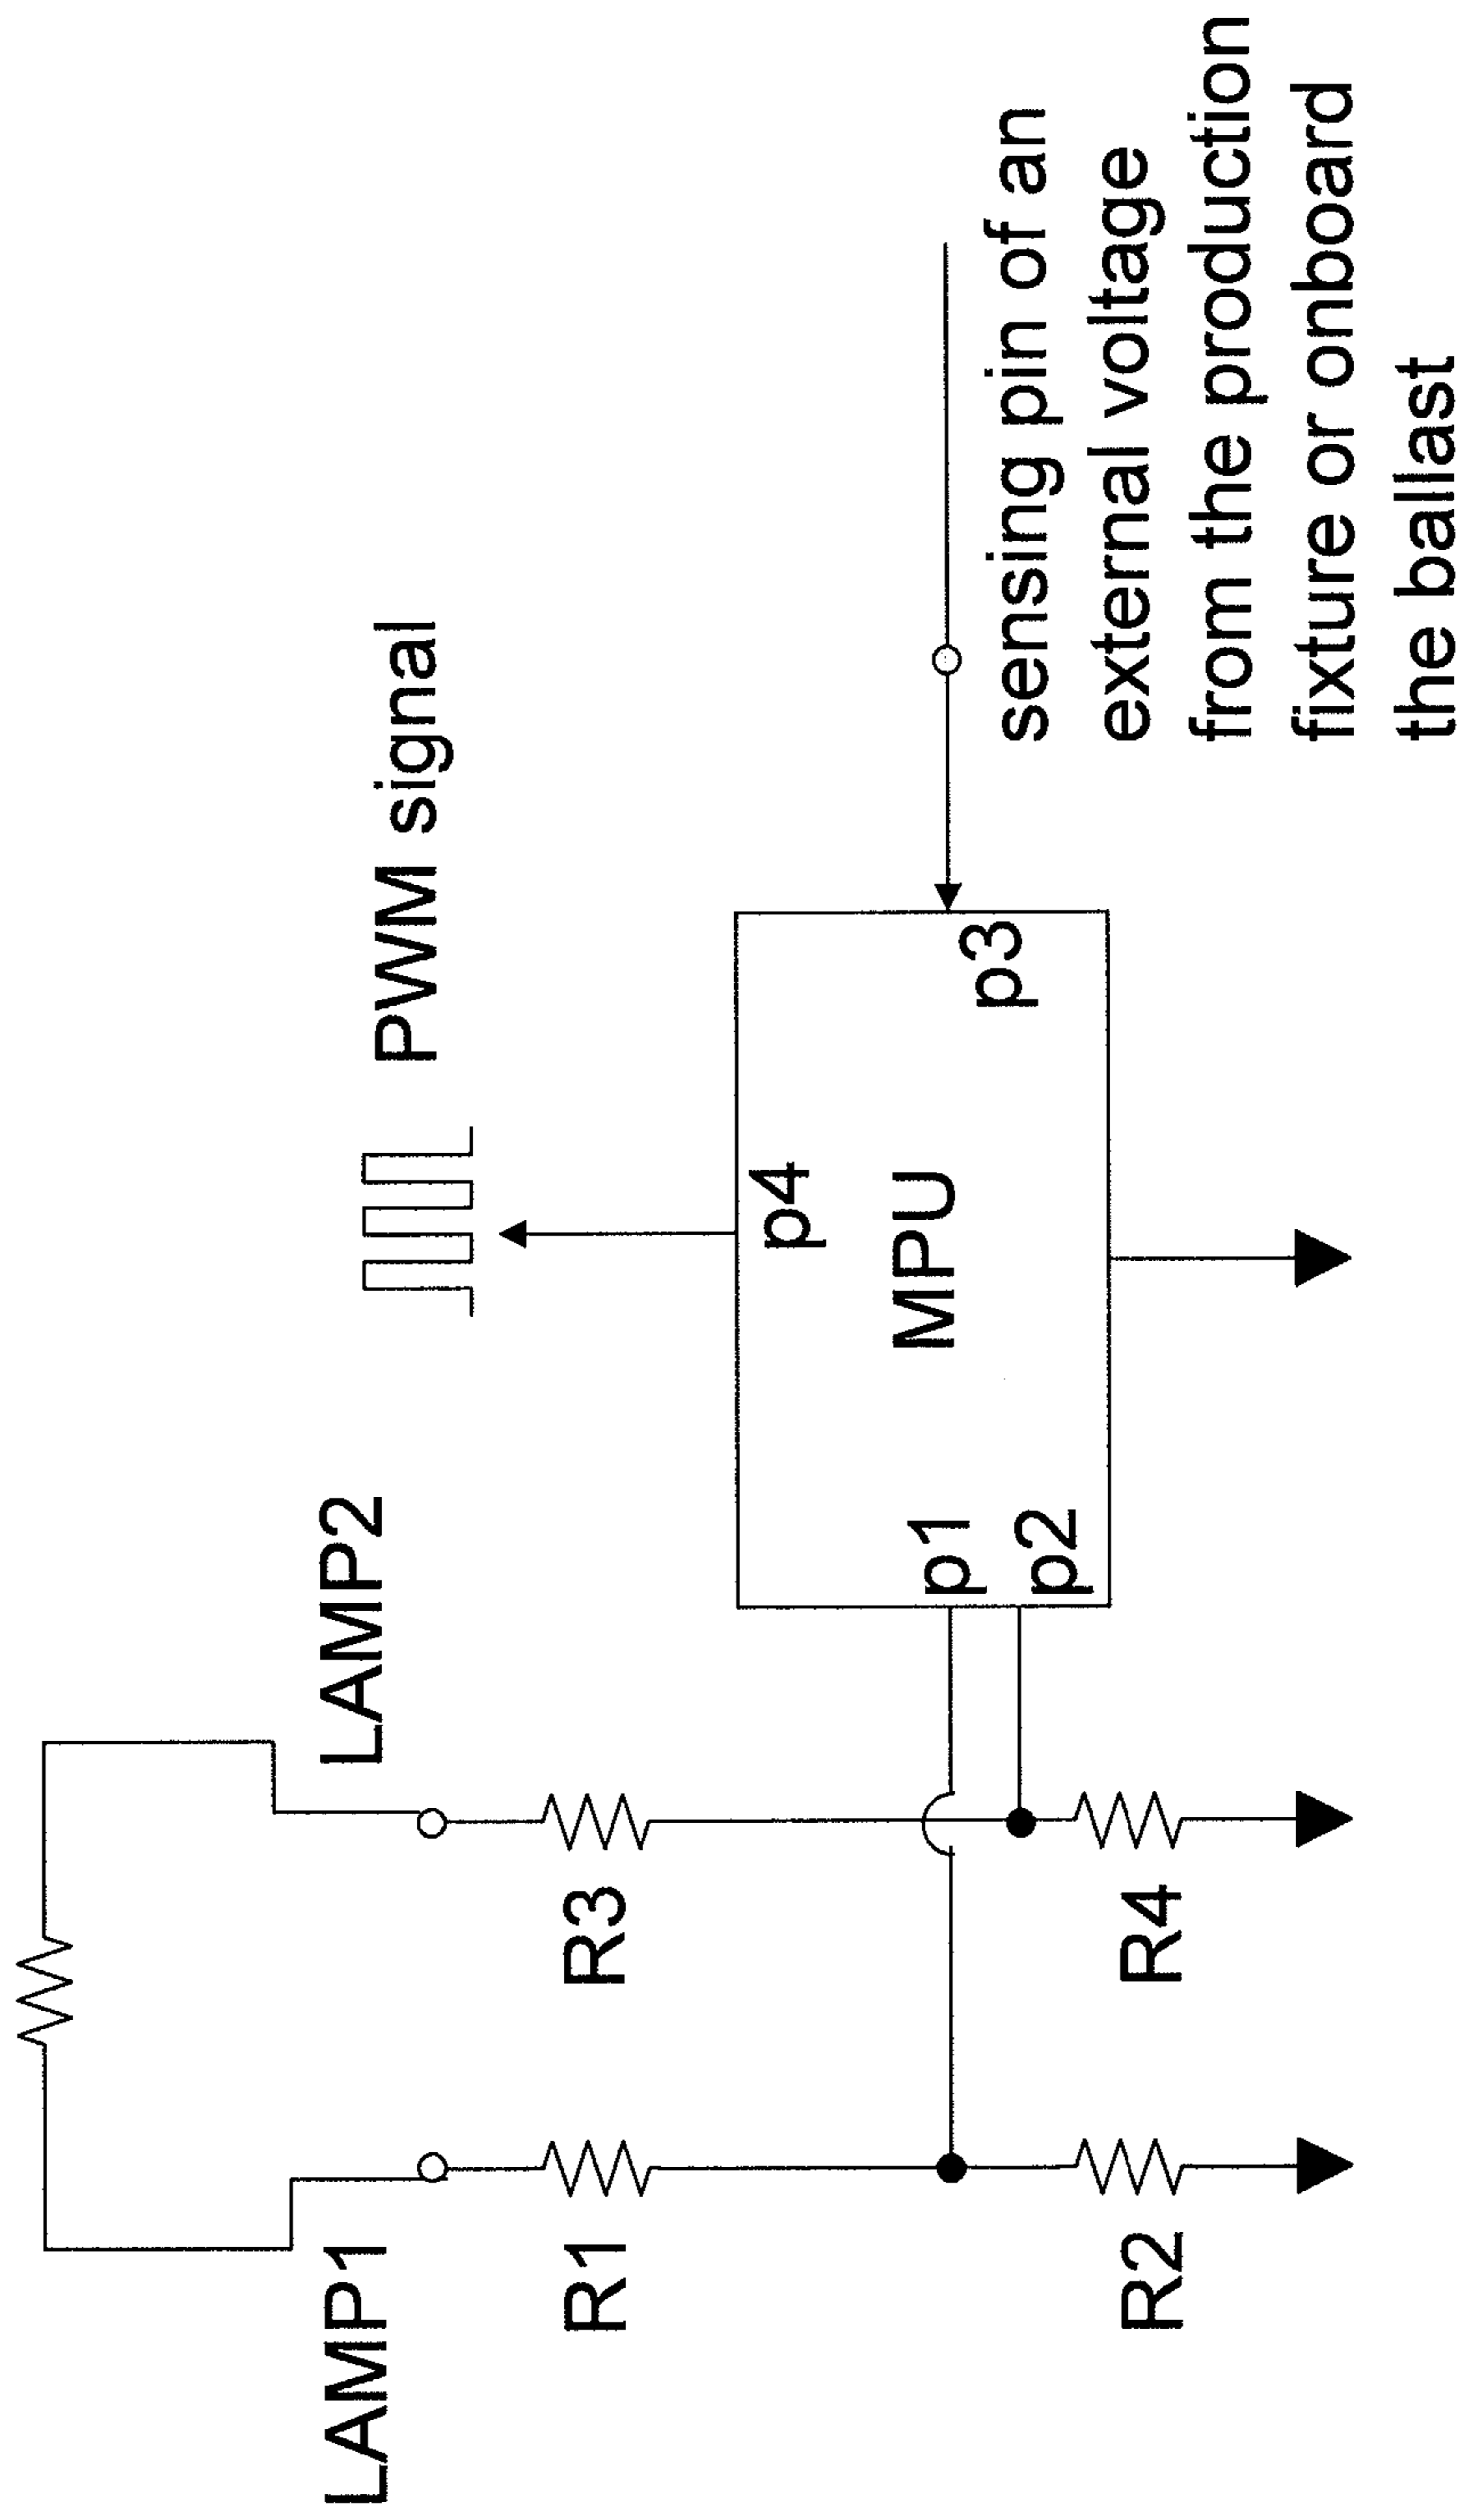 LAMP1
LAMP2
PWM signal
R1
R3
p4
MPU
p1
p2
p3
sensing pin of an
external voltage
from the production
fixture or onboard
the ballast
R2
R4